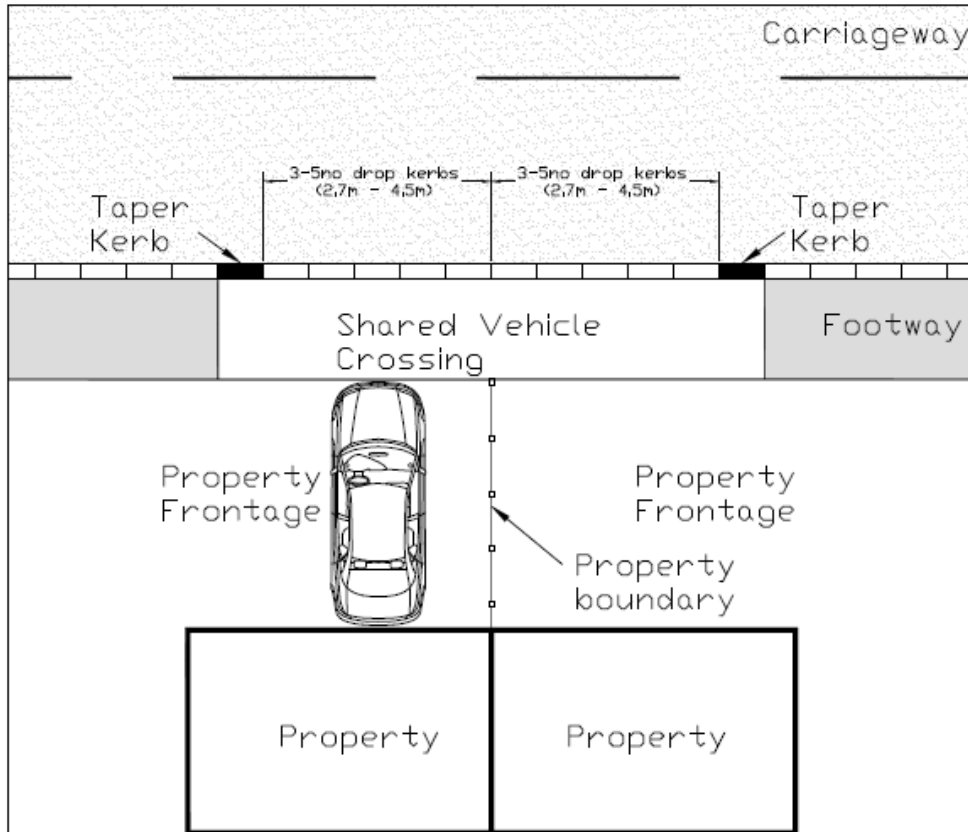 Carriageway
3-5no drop kerbs
(2.7m - 4.5m)
3-5no drop kerbs
(2.7m - 4.5m)
Taper
Kerb
Taper
Kerb
Shared Vehicle
Crossing
Footway
Property
Frontage
Property
Frontage
Property
boundary
Property
Property